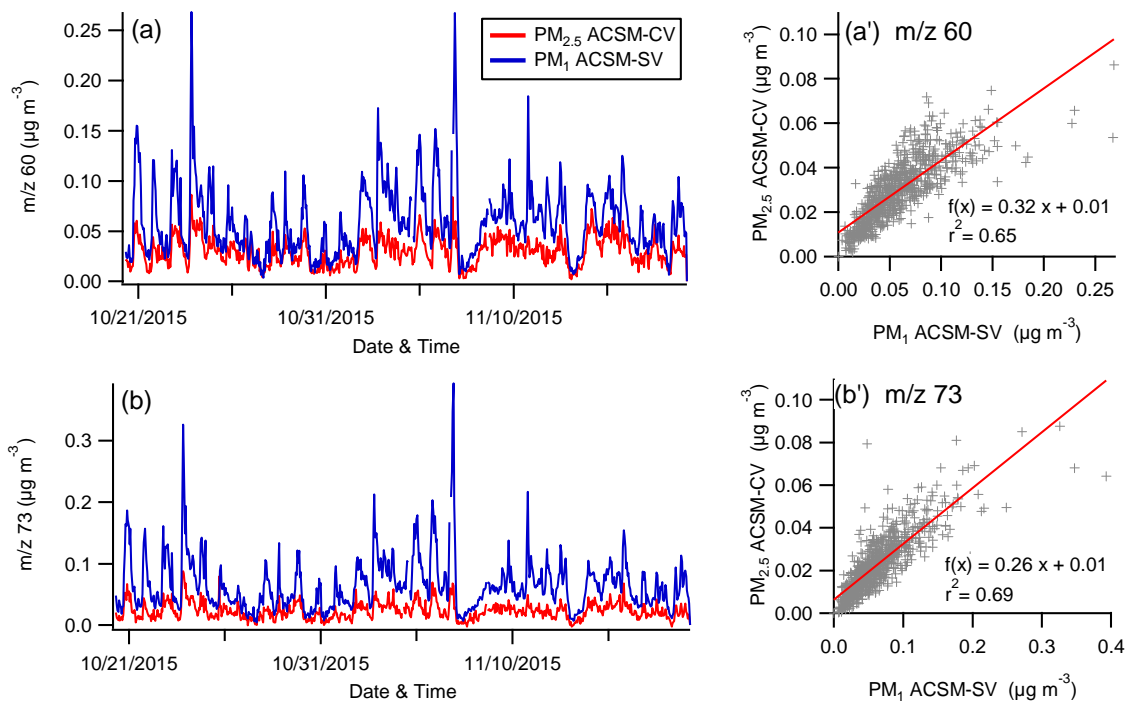 (a)
PM2.5 ACSM-CV
PM1 ACSM-SV
m/z 60 (µg m-3)
0.25
0.20
0.15
0.10
0.05
0.00
10/21/2015 10/31/2015 11/10/2015
Date & Time
(a') m/z 60
PM2.5 ACSM-CV (µg m-3)
0.10
0.08
0.06
0.04
0.02
0.00
f(x) = 0.32 x + 0.01
r2 = 0.65
0.00 0.05 0.10 0.15 0.20 0.25
PM1 ACSM-SV (µg m-3)
(b)
m/z 73 (µg m-3)
0.3
0.2
0.1
0.0
10/21/2015 10/31/2015 11/10/2015
Date & Time
(b') m/z 73
PM2.5 ACSM-CV (µg m-3)
0.10
0.08
0.06
0.04
0.02
0.00
f(x) = 0.26 x + 0.01
r2 = 0.69
0.0 0.1 0.2 0.3 0.4
PM1 ACSM-SV (µg m-3)